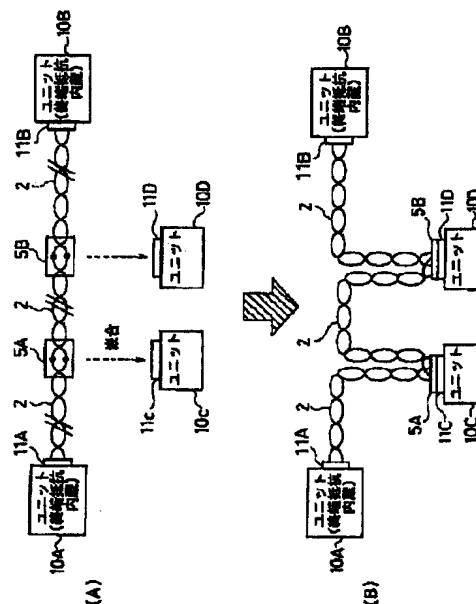 10B
ユニット
(終端抵抗
内蔵)
11B
2
5B
11D
10D
ユニット
2
嵌合
5A
11c
10c
ユニット
2
11A
ユニット
(終端抵抗
内蔵)
10A
(A)
10B
ユニット
(終端抵抗
内蔵)
11B
2
5B
11D
10D
ユニット
2
5A
11C
10C
ユニット
2
11A
ユニット
(終端抵抗
内蔵)
10A
(B)